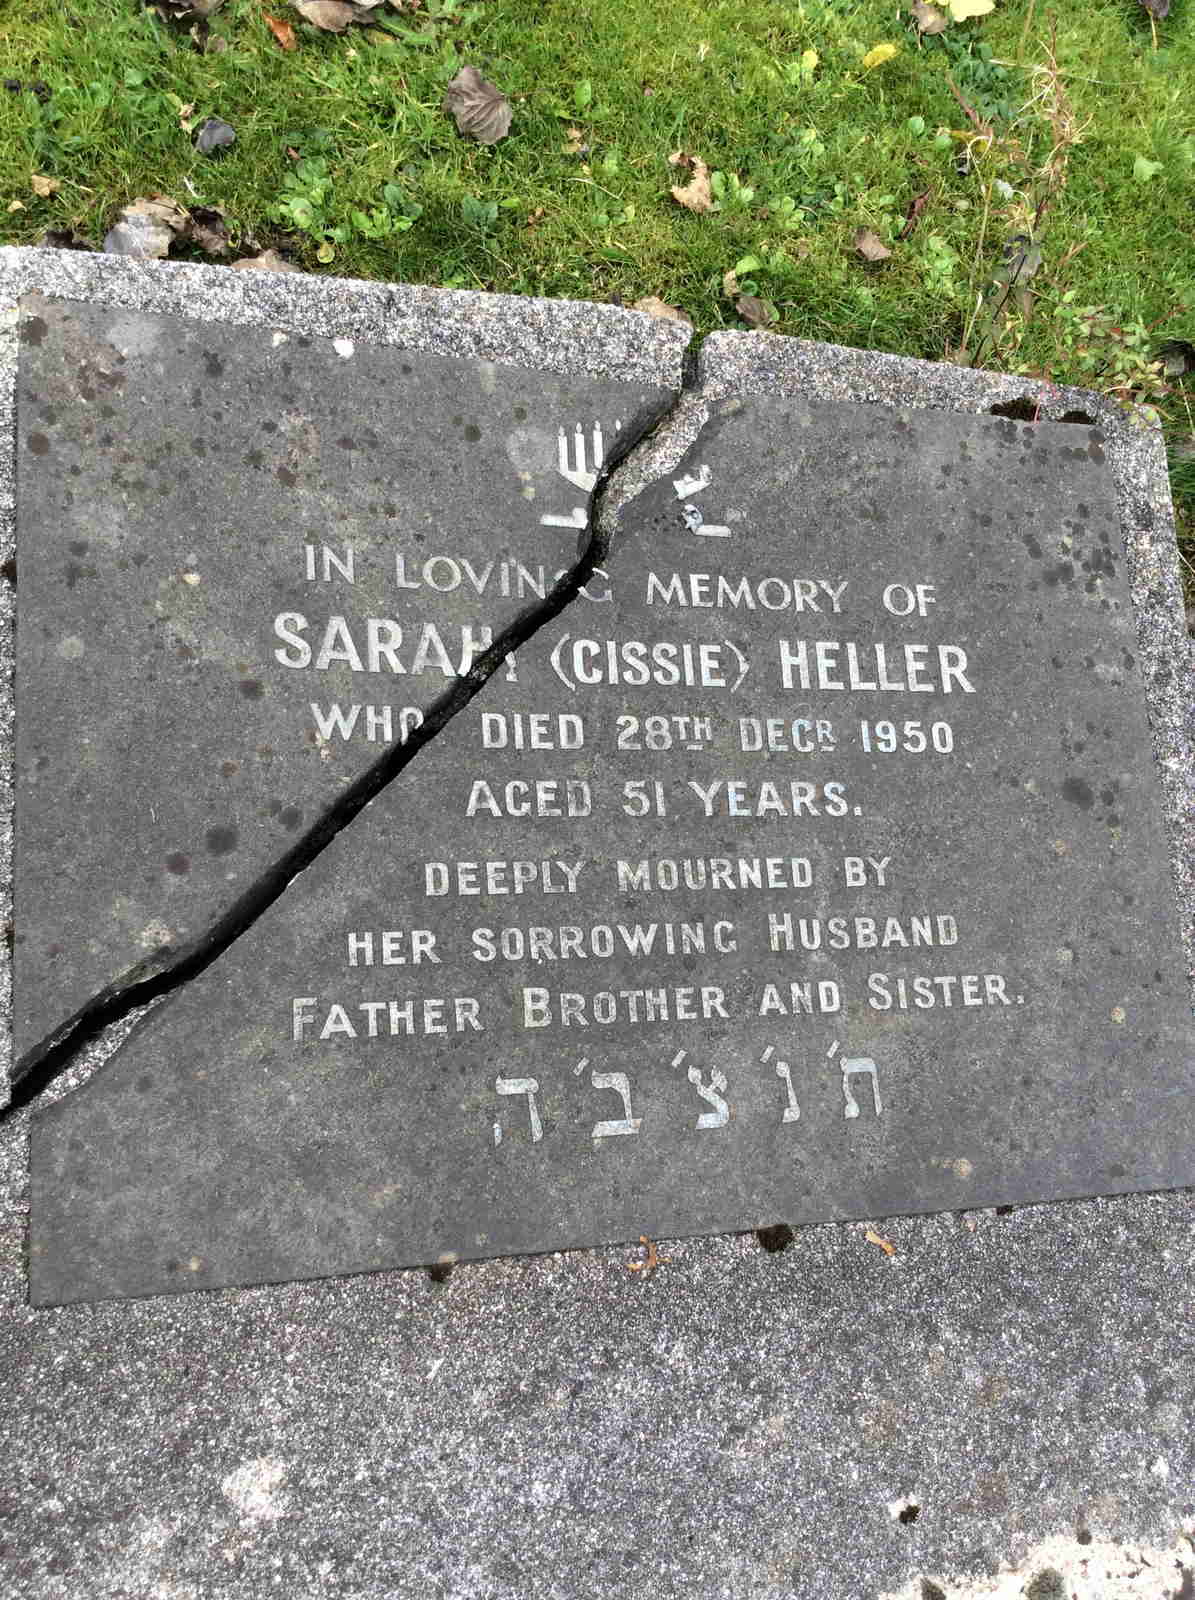 פ נ
IN LOVING MEMORY OF
SARAH (CISSIE) HELLER
WHO DIED 28TH DECR 1950
AGED 51 YEARS.
DEEPLY MOURNED BY
HER SORROWING HUSBAND
FATHER BROTHER AND SISTER.
ת׳נ׳צ׳ב׳ה